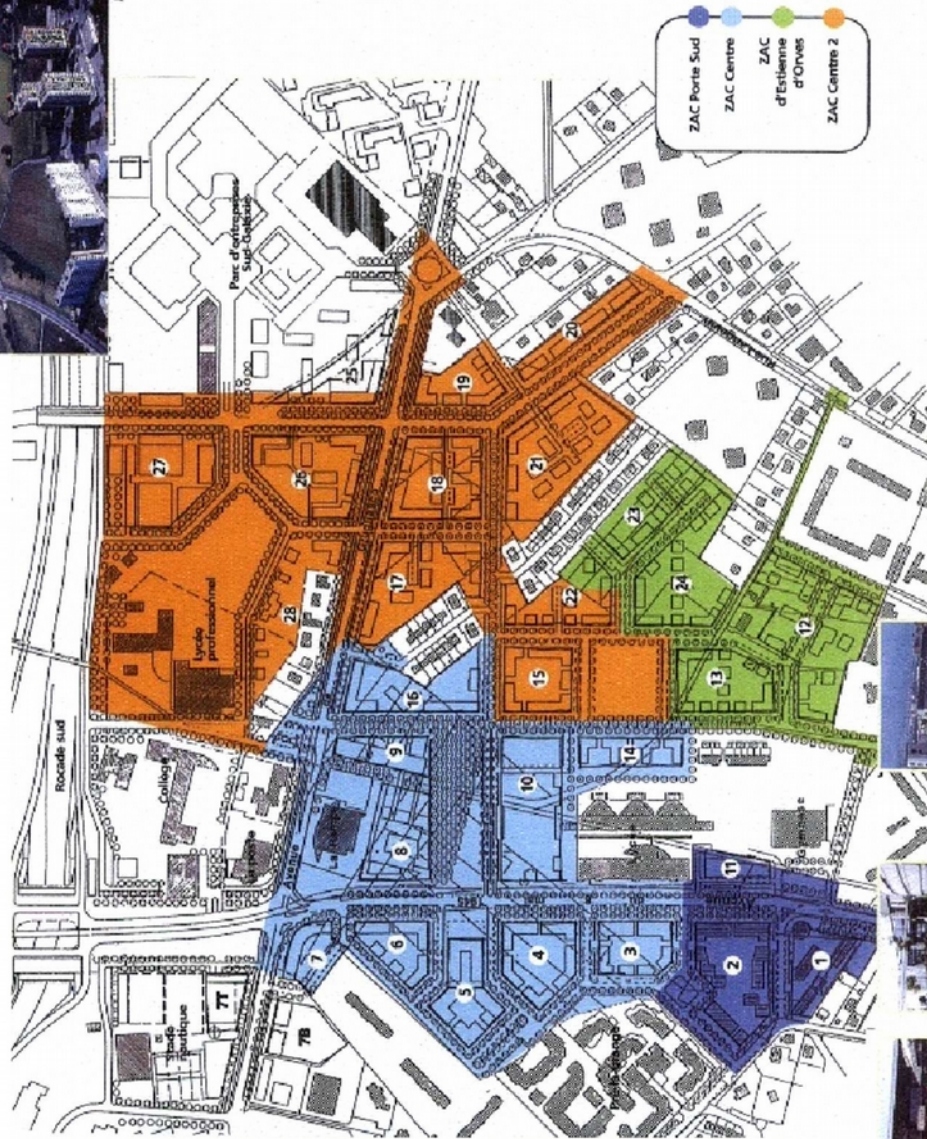 ZAC Porte Sud
ZAC Centre
ZAC
d'Estienne
d'Orves
ZAC Centre 2
Parc d'entreprises
Sud-Galaxie
Rocade sud
Collège
Lycée
professionnel
Stade
nautique
7T
7B
Avenue
Gymnase
1
2
3
4
5
6
7
8
9
10
11
12
13
14
15
16
17
18
19
20
21
22
23
24
25
26
27
28